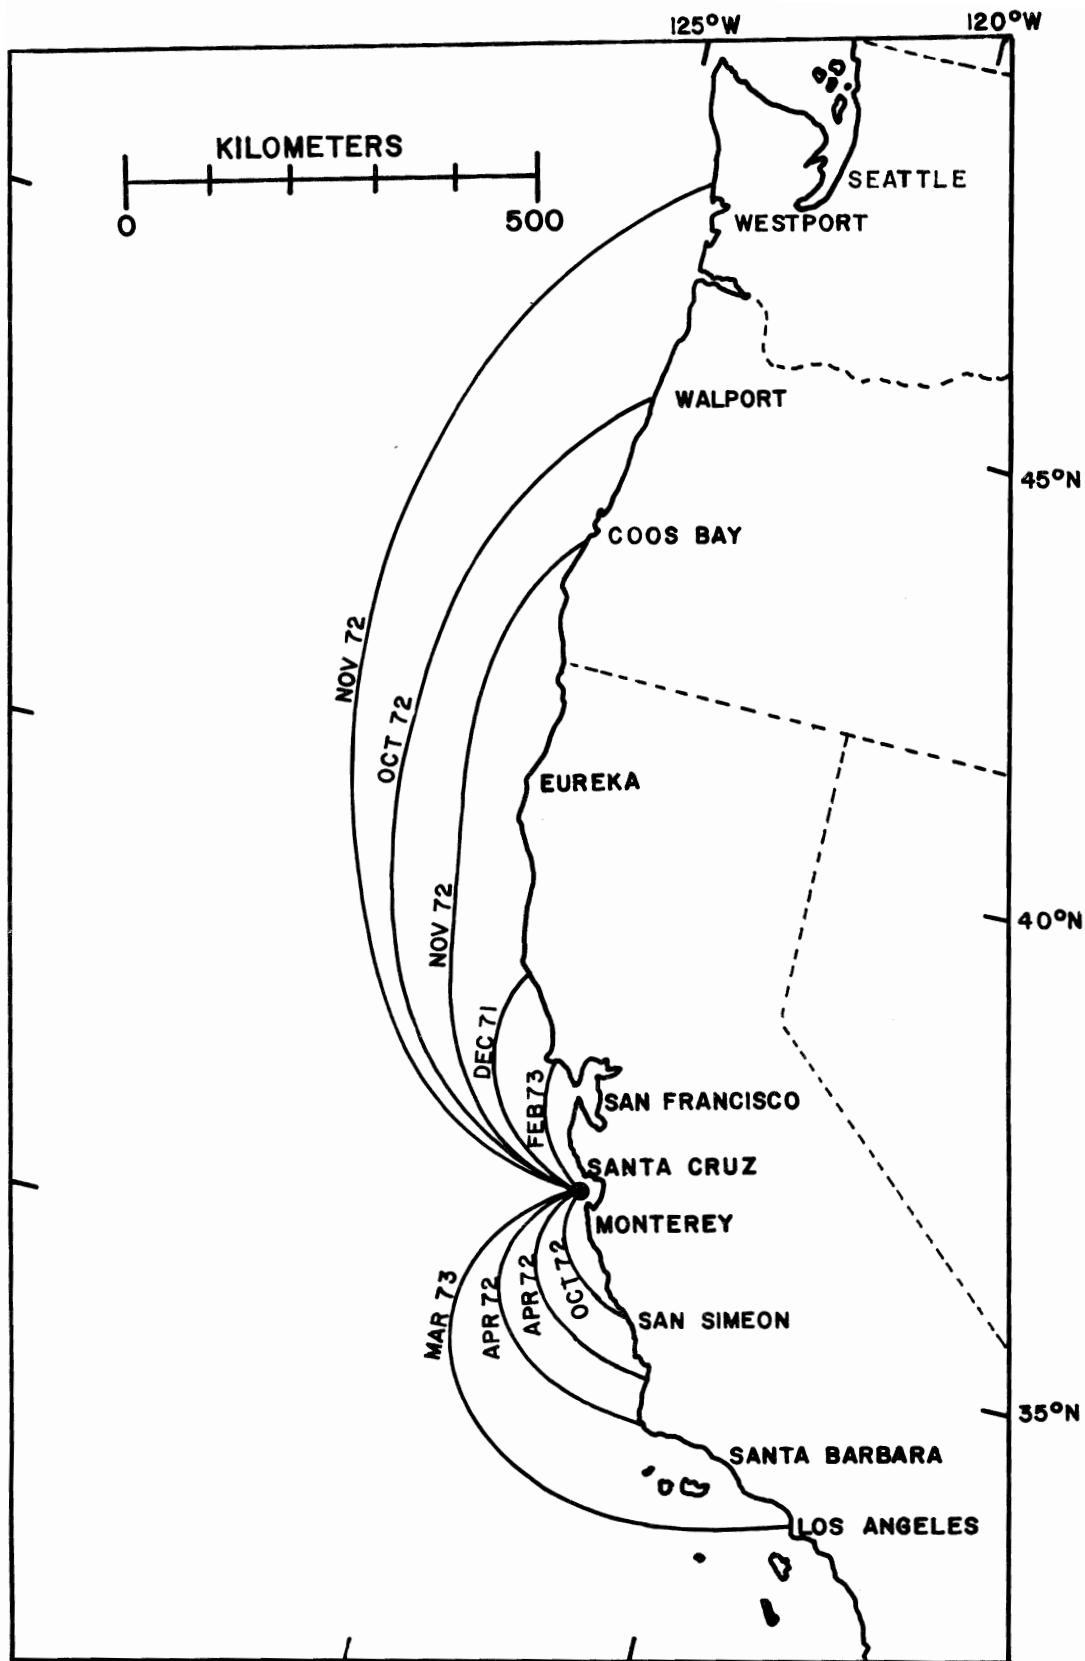 125°W
120°W
KILOMETERS
0
500
SEATTLE
WESTPORT
WALPORT
45°N
COOS BAY
NOV 72
OCT 72
EUREKA
NOV 72
40°N
DEC 71
FEB 73
SAN FRANCISCO
SANTA CRUZ
MONTEREY
MAR 73
APR 72
APR 72
OCT 72
SAN SIMEON
35°N
SANTA BARBARA
LOS ANGELES